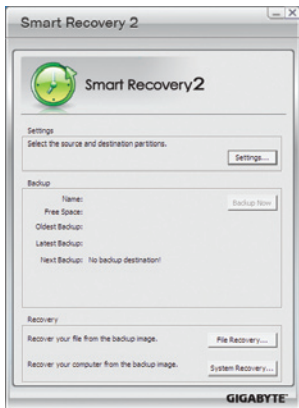 Smart Recovery 2
Smart Recovery2
Settings
Select the source and destination partitions.
Settings...
Backup
Name:
Backup Now
Free Space:
Oldest Backup:
Latest Backup:
Next Backup: No backup destination!
Recovery
Recover your file from the backup image.
File Recovery...
Recover your computer from the backup image.
System Recovery...
GIGABYTE